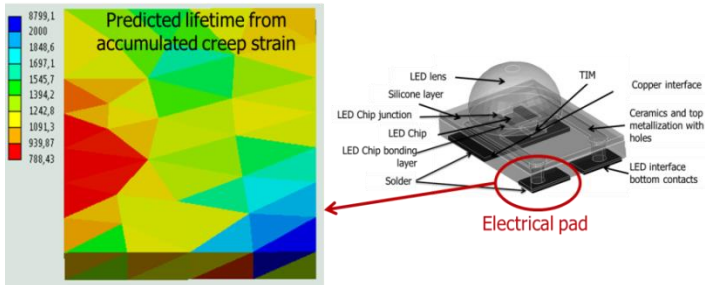 Predicted lifetime from
accumulated creep strain
8799,1
2000
1848,6
1697,1
1545,7
1394,2
1242,8
1091,3
939,87
788,43
LED lens
Silicone layer
LED Chip junction
LED Chip
LED Chip bonding
layer
Solder
TIM
Copper interface
Ceramics and top
metallization with
holes
LED interface
bottom contacts
Electrical pad